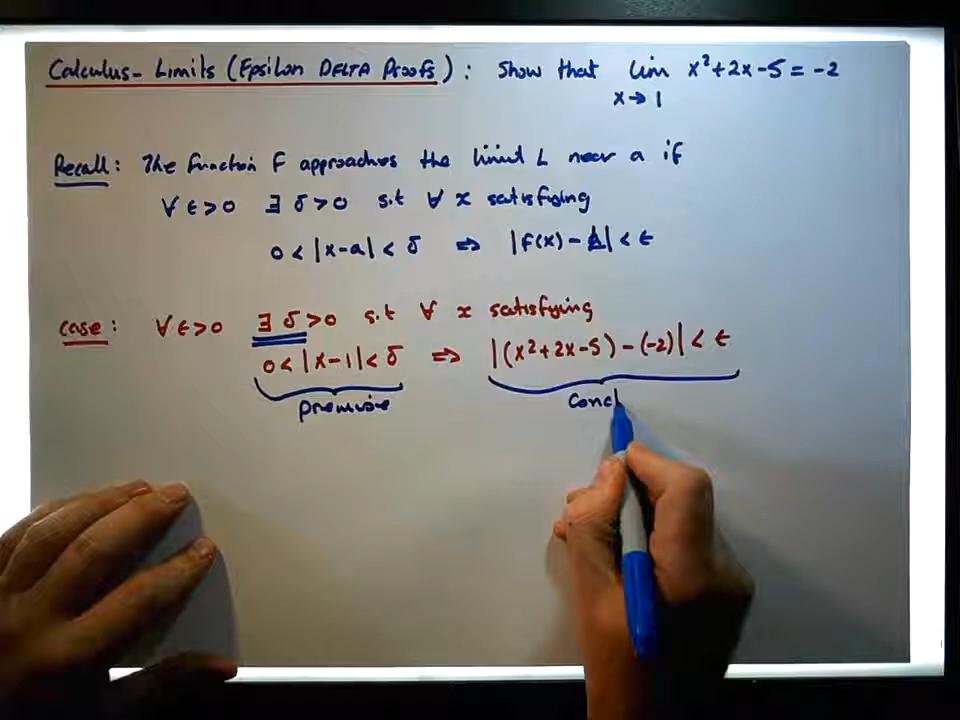 Calculus - Limits (Epsilon DELTA Proofs) : Show that lim x²+2x-5 = -2
x→1
Recall: The function F approaches the limit L near a if
∀ ε>0 ∃ δ>0 s.t ∀ x satisfying
0 < |x-a| < δ ⇒ |f(x) - L| < ε
Case: ∀ ε>0 ∃ δ>0 s.t ∀ x satisfying
0 < |x-1| < δ ⇒ |(x²+2x-5) - (-2)| < ε
premise Concl